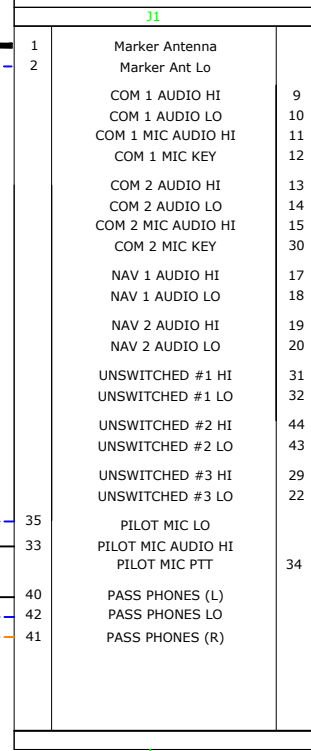 J1
1 Marker Antenna
2 Marker Ant Lo
COM 1 AUDIO HI 9
COM 1 AUDIO LO 10
COM 1 MIC AUDIO HI 11
COM 1 MIC KEY 12
COM 2 AUDIO HI 13
COM 2 AUDIO LO 14
COM 2 MIC AUDIO HI 15
COM 2 MIC KEY 30
NAV 1 AUDIO HI 17
NAV 1 AUDIO LO 18
NAV 2 AUDIO HI 19
NAV 2 AUDIO LO 20
UNSWITCHED #1 HI 31
UNSWITCHED #1 LO 32
UNSWITCHED #2 HI 44
UNSWITCHED #2 LO 43
UNSWITCHED #3 HI 29
UNSWITCHED #3 LO 22
35 PILOT MIC LO
33 PILOT MIC AUDIO HI
PILOT MIC PTT 34
40 PASS PHONES (L)
42 PASS PHONES LO
41 PASS PHONES (R)